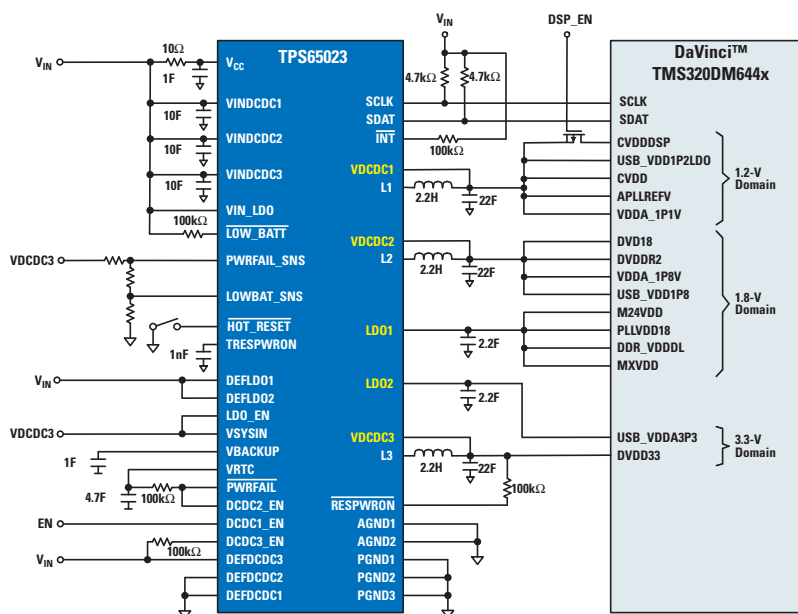 V_IN
DSP_EN
TPS65023
DaVinci™
TMS320DM644x
V_IN
10Ω
1F
10F
10F
10F
100kΩ
VDCDC3
1nF
V_IN
VDCDC3
1F
4.7F
100kΩ
EN
100kΩ
V_IN
V_CC
VINDCDC1
VINDCDC2
VINDCDC3
VIN_LDO
LOW_BATT
PWRFAIL_SNS
LOWBAT_SNS
HOT_RESET
TRESPWRON
DEFLDO1
DEFLDO2
LDO_EN
VSYSIN
VBACKUP
VRTC
PWRFAIL
DCDC2_EN
DCDC1_EN
DCDC3_EN
DEFDCDC3
DEFDCDC2
DEFDCDC1
SCLK
SDAT
INT
VDCDC1
L1
VDCDC2
L2
LDO1
LDO2
VDCDC3
L3
RESPWRON
AGND1
AGND2
PGND1
PGND2
PGND3
4.7kΩ
4.7kΩ
100kΩ
2.2H
22F
2.2H
22F
2.2F
2.2F
2.2H
22F
100kΩ
SCLK
SDAT
CVDDDSP
USB_VDD1P2LDO
CVDD
APLLREFV
VDDA_1P1V
1.2-V
Domain
DVD18
DVDDR2
VDDA_1P8V
USB_VDD1P8
M24VDD
PLLVDD18
DDR_VDDDL
MXVDD
1.8-V
Domain
USB_VDDA3P3
DVDD33
3.3-V
Domain